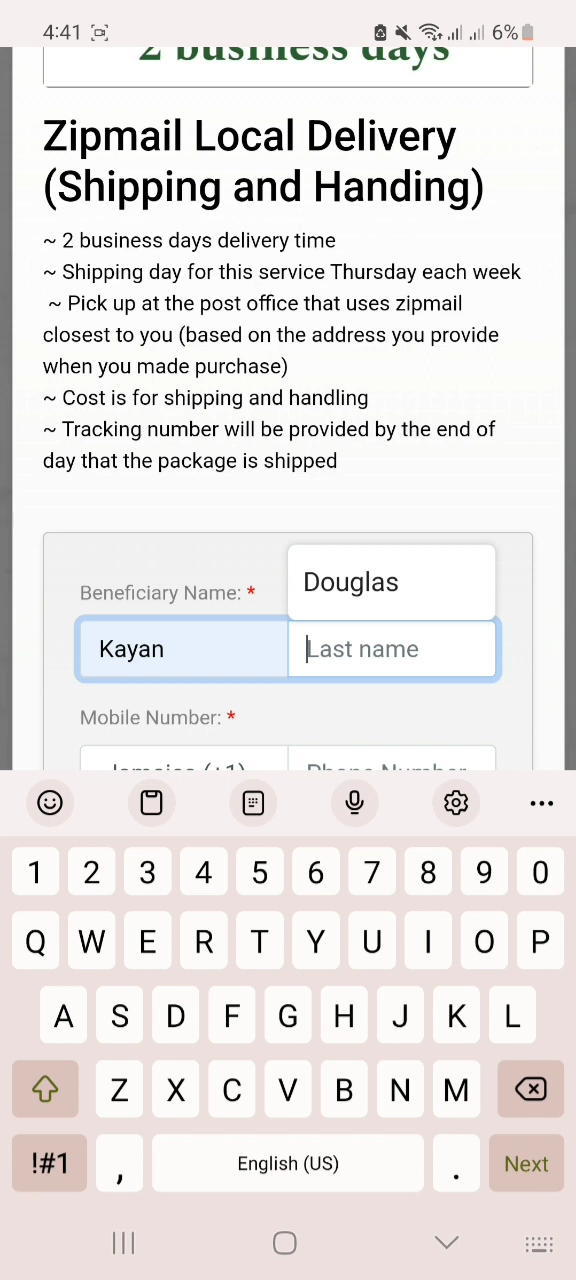 4:41 6%
2 business days
Zipmail Local Delivery
(Shipping and Handing)
~ 2 business days delivery time
~ Shipping day for this service Thursday each week
~ Pick up at the post office that uses zipmail
closest to you (based on the address you provide
when you made purchase)
~ Cost is for shipping and handling
~ Tracking number will be provided by the end of
day that the package is shipped
Douglas
Beneficiary Name: *
Kayan Last name
Mobile Number: *
Jamaica (+1) Phone Number
1 2 3 4 5 6 7 8 9 0
Q W E R T Y U I O P
A S D F G H J K L
Z X C V B N M
!#1 , English (US) . Next